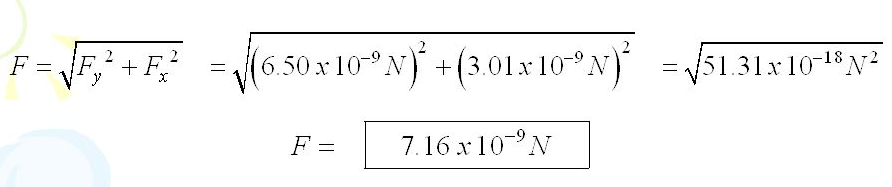 F = √(F_y² + F_x²) = √((6.50 x 10⁻⁹ N)² + (3.01 x 10⁻⁹ N)²) = √(51.31 x 10⁻¹⁸ N²)
F = 7.16 x 10⁻⁹ N